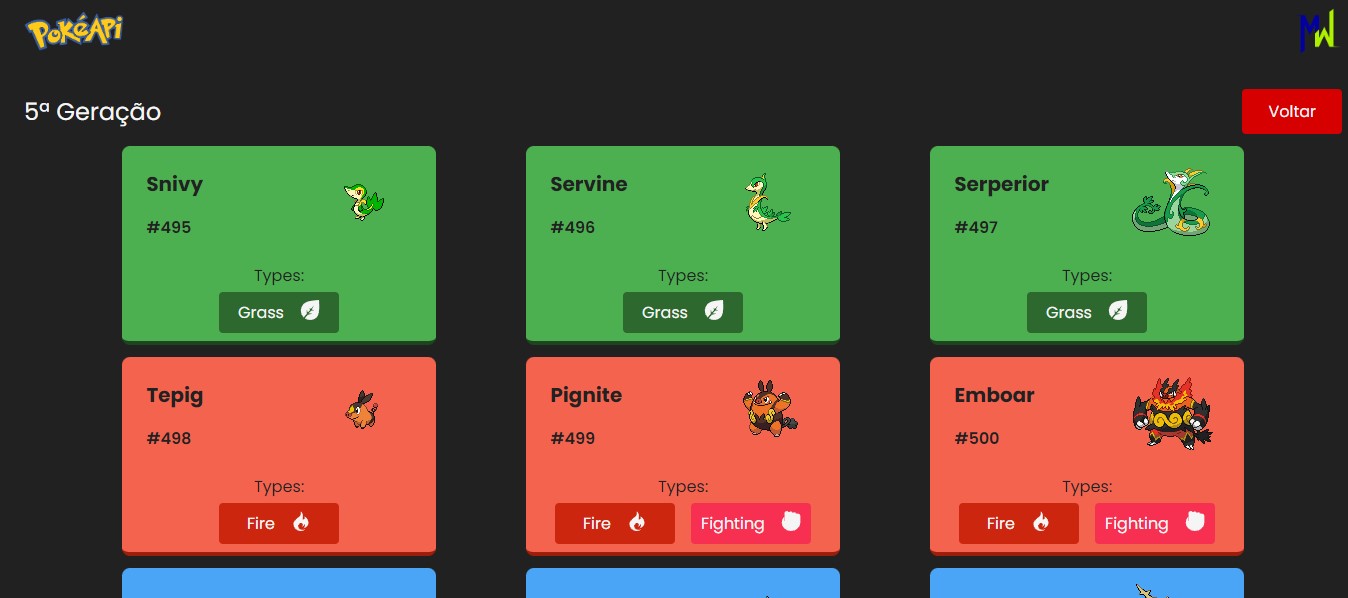 PokéApi
MW
5ª Geração
Voltar
Snivy
#495
Types:
Grass
Servine
#496
Types:
Grass
Serperior
#497
Types:
Grass
Tepig
#498
Types:
Fire
Pignite
#499
Types:
Fire Fighting
Emboar
#500
Types:
Fire Fighting